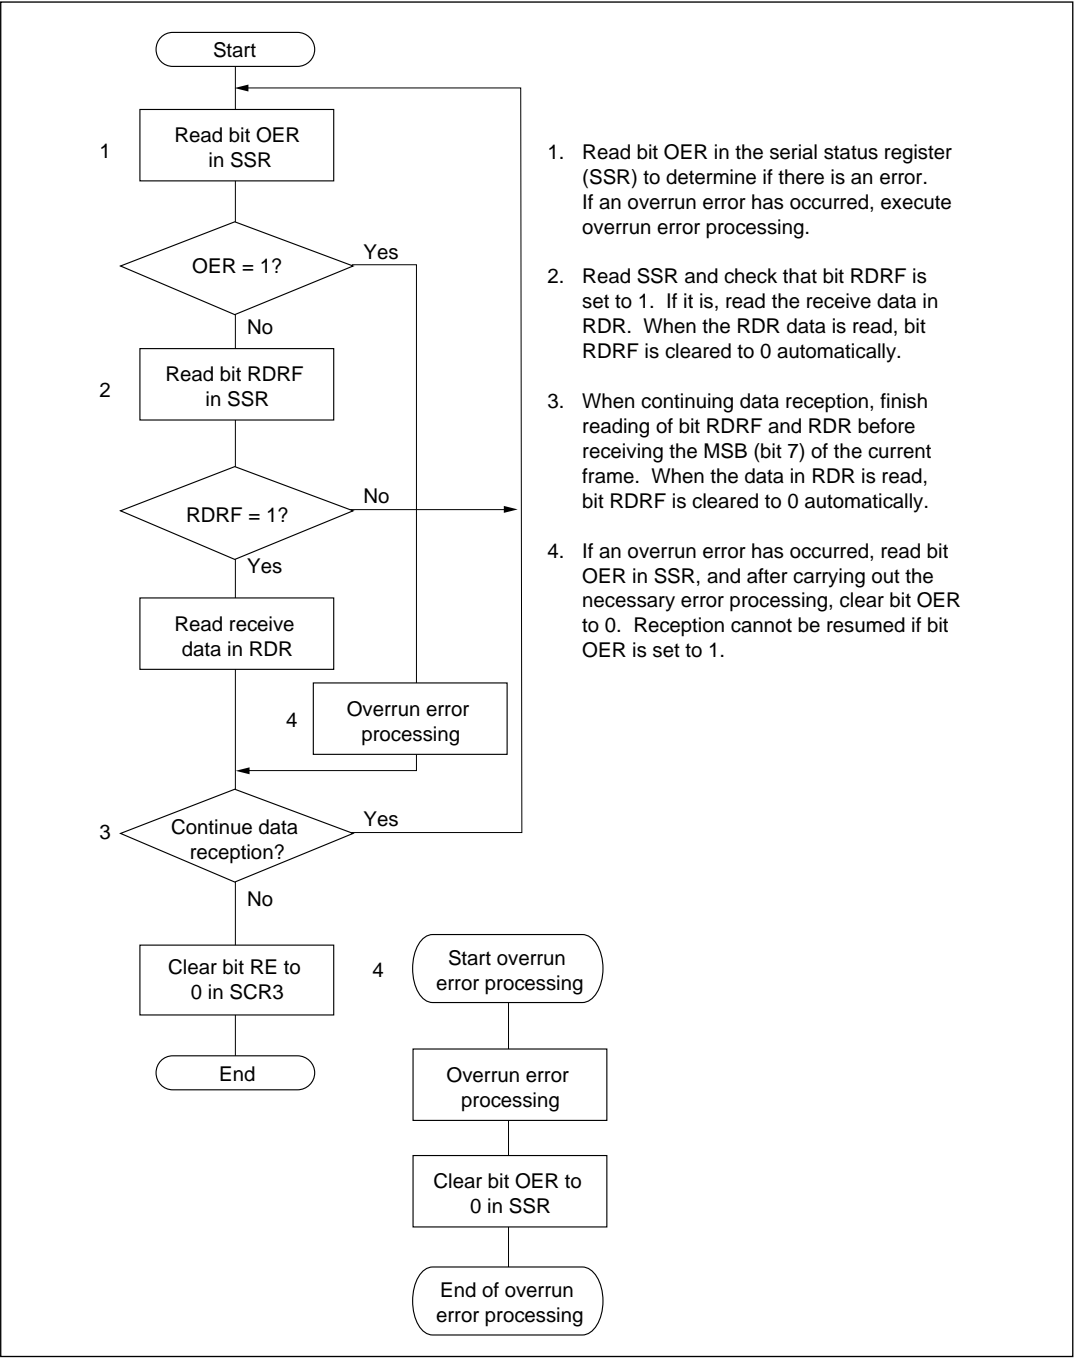 Start
1
Read bit OER
in SSR
OER = 1?
Yes
No
2
Read bit RDRF
in SSR
RDRF = 1?
No
Yes
Read receive
data in RDR
4
Overrun error
processing
3
Continue data
reception?
Yes
No
Clear bit RE to
0 in SCR3
End
4
Start overrun
error processing
Overrun error
processing
Clear bit OER to
0 in SSR
End of overrun
error processing
1. Read bit OER in the serial status register
(SSR) to determine if there is an error.
If an overrun error has occurred, execute
overrun error processing.
2. Read SSR and check that bit RDRF is
set to 1. If it is, read the receive data in
RDR. When the RDR data is read, bit
RDRF is cleared to 0 automatically.
3. When continuing data reception, finish
reading of bit RDRF and RDR before
receiving the MSB (bit 7) of the current
frame. When the data in RDR is read,
bit RDRF is cleared to 0 automatically.
4. If an overrun error has occurred, read bit
OER in SSR, and after carrying out the
necessary error processing, clear bit OER
to 0. Reception cannot be resumed if bit
OER is set to 1.